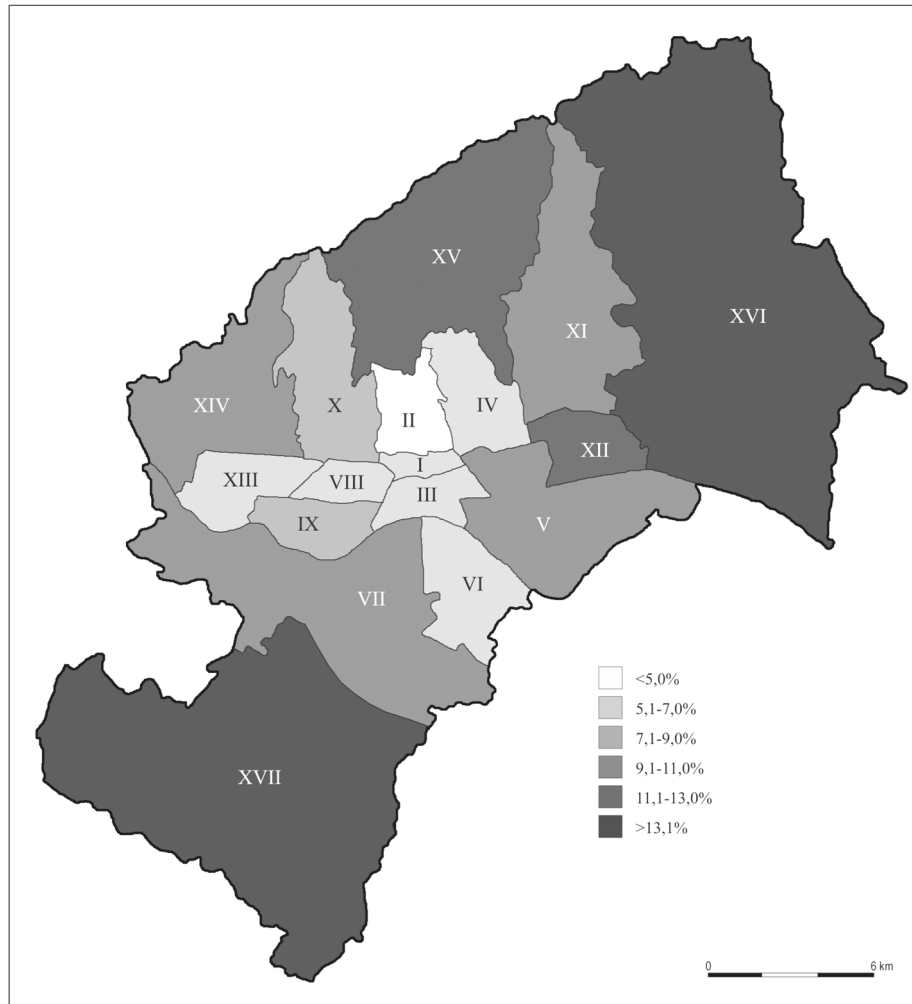 XV
XVI
XI
XIV
X
II
IV
XII
I
XIII
VIII
III
IX
V
VI
VII
XVII
<5,0%
5,1-7,0%
7,1-9,0%
9,1-11,0%
11,1-13,0%
>13,1%
0 6 km